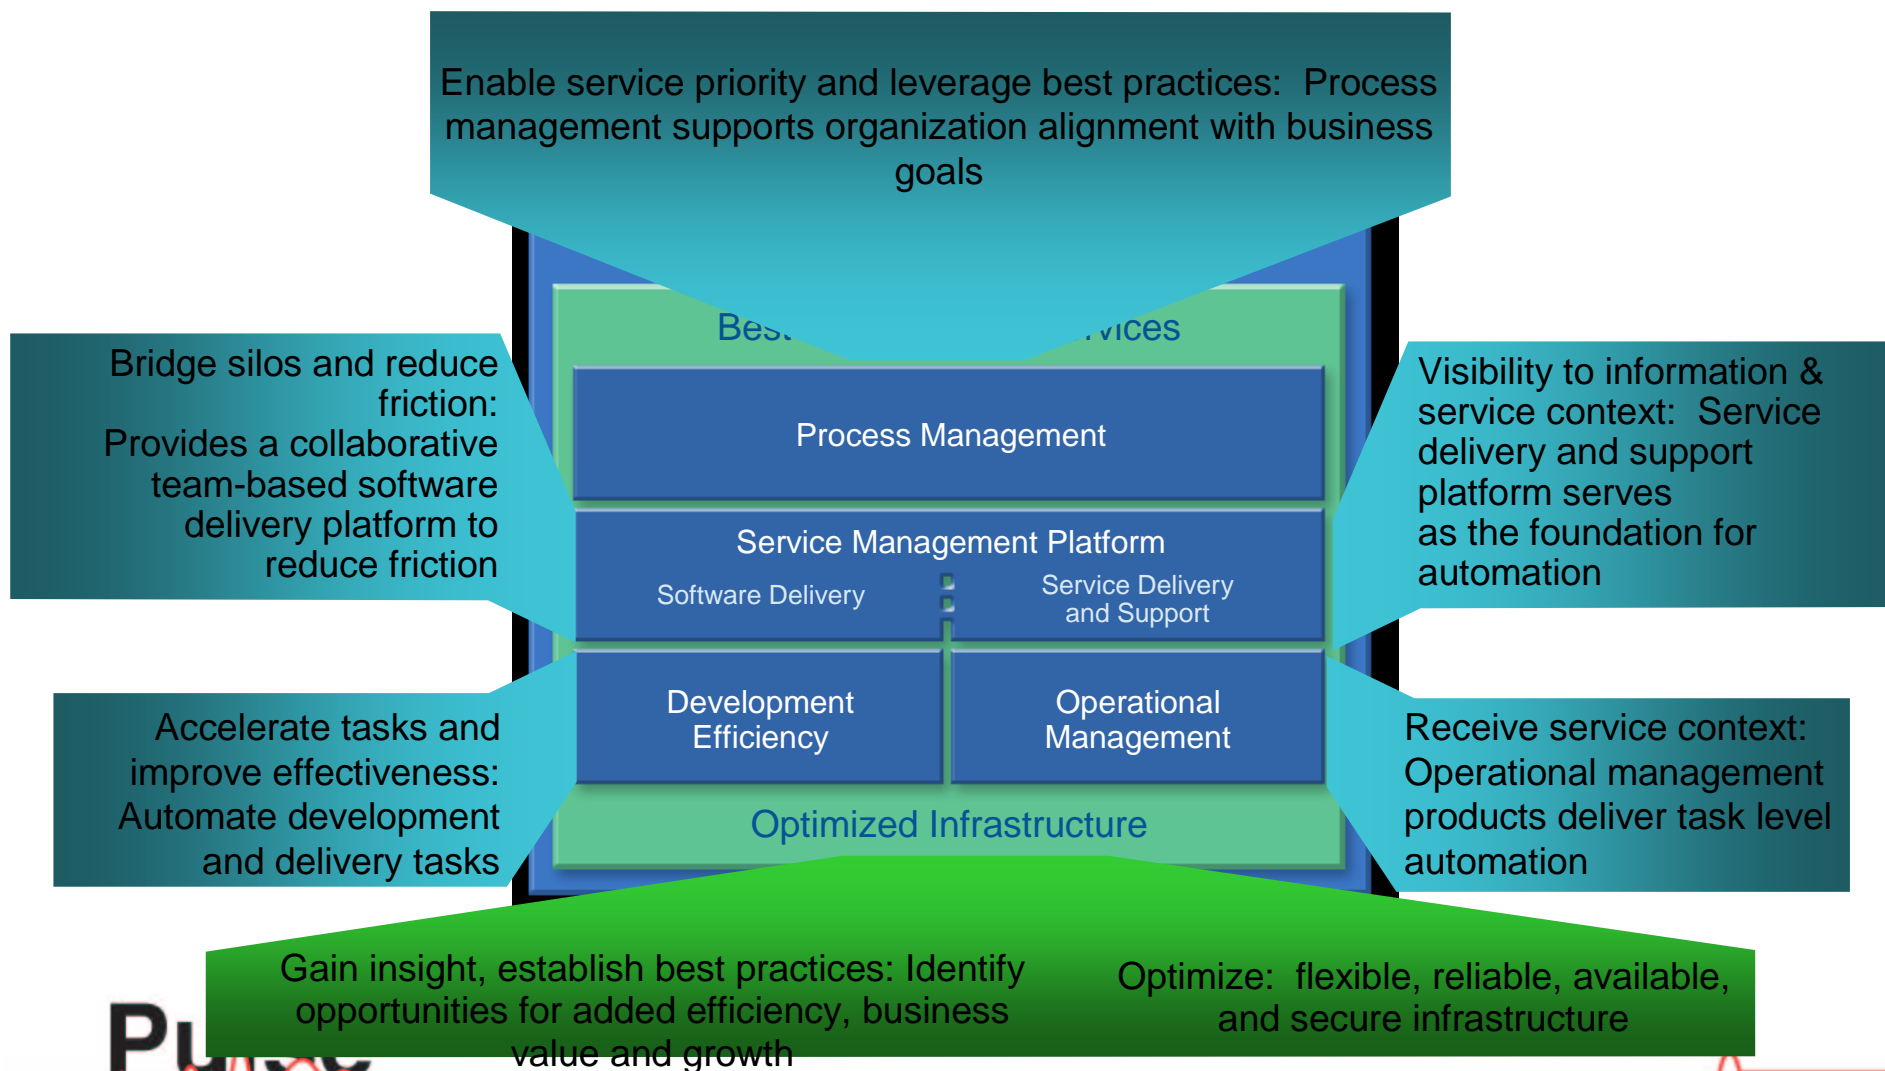 Enable service priority and leverage best practices:  Process
management supports organization alignment with business
goals
Bridge silos and reduce
friction:
Provides a collaborative
team-based software
delivery platform to
reduce friction
Process Management
Service Management Platform
Software Delivery
Service Delivery
and Support
Visibility to information &
service context:  Service
delivery and support
platform serves
as the foundation for
automation
Accelerate tasks and
improve effectiveness:
Automate development
and delivery tasks
Development
Efficiency
Operational
Management
Receive service context:
Operational management
products deliver task level
automation
Optimized Infrastructure
Gain insight, establish best practices: Identify
opportunities for added efficiency, business
value and growth
Optimize:  flexible, reliable, available,
and secure infrastructure